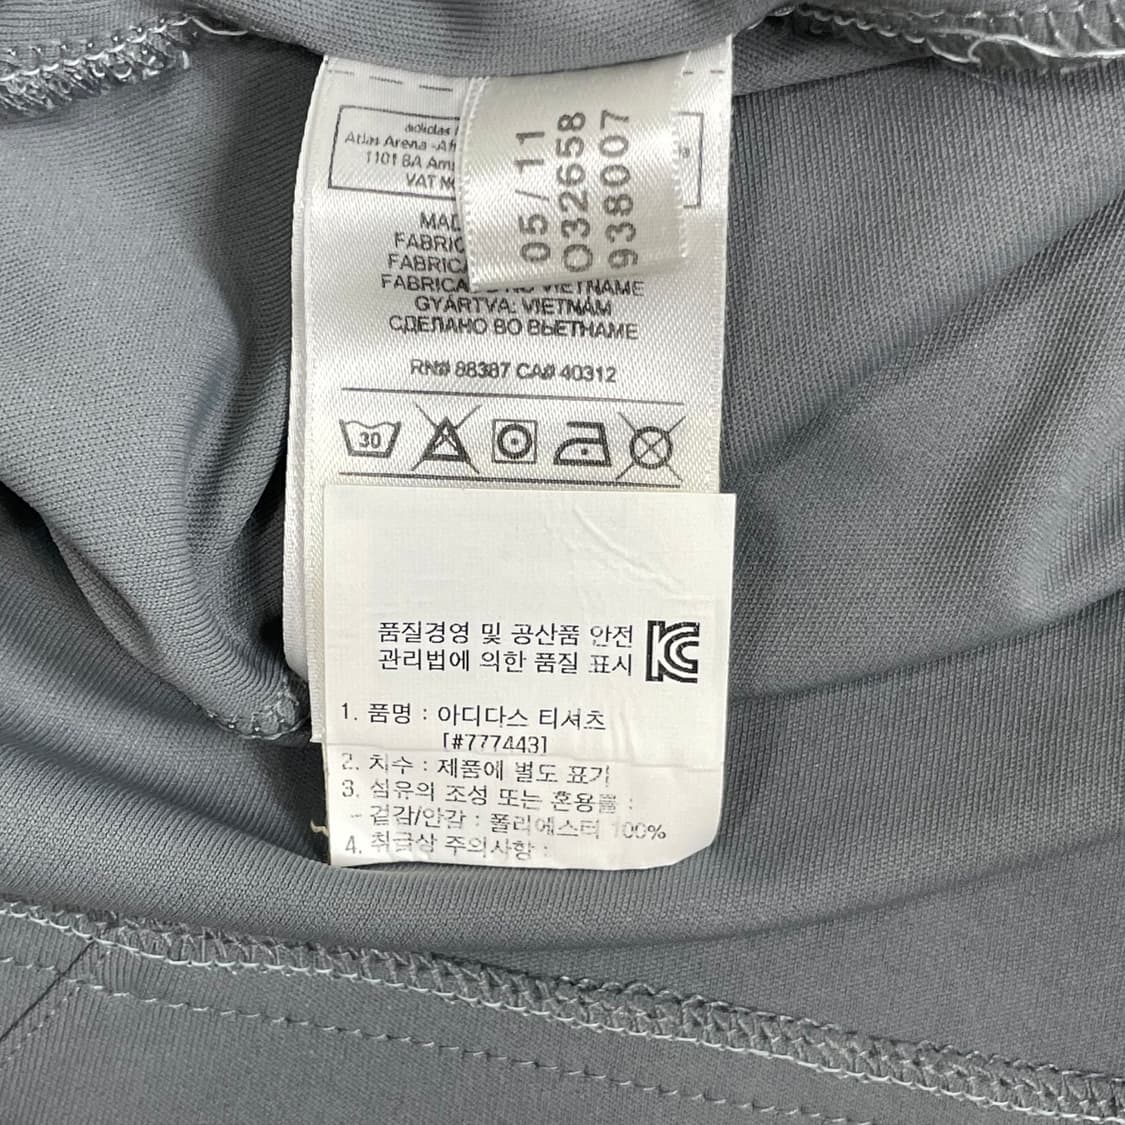 adidas
Atlas Arena -Af
1101 BA Am
VAT N
05/11
O32658
938007
MAD
FABRIC
FABRICA
FABRICA VIETNAME
GYÁRTVA: VIETNÁM
СДЕЛАНО ВО ВЬЕТНАМЕ
RN# 88387 CA# 40312
30
품질경영 및 공산품 안전
관리법에 의한 품질 표시
1. 품명 : 아디다스 티셔츠
[#777443]
2. 치수 : 제품에 별도 표기
3. 섬유의 조성 또는 혼용률 :
- 겉감/안감 : 폴리에스터 100%
4. 취급상 주의사항 :